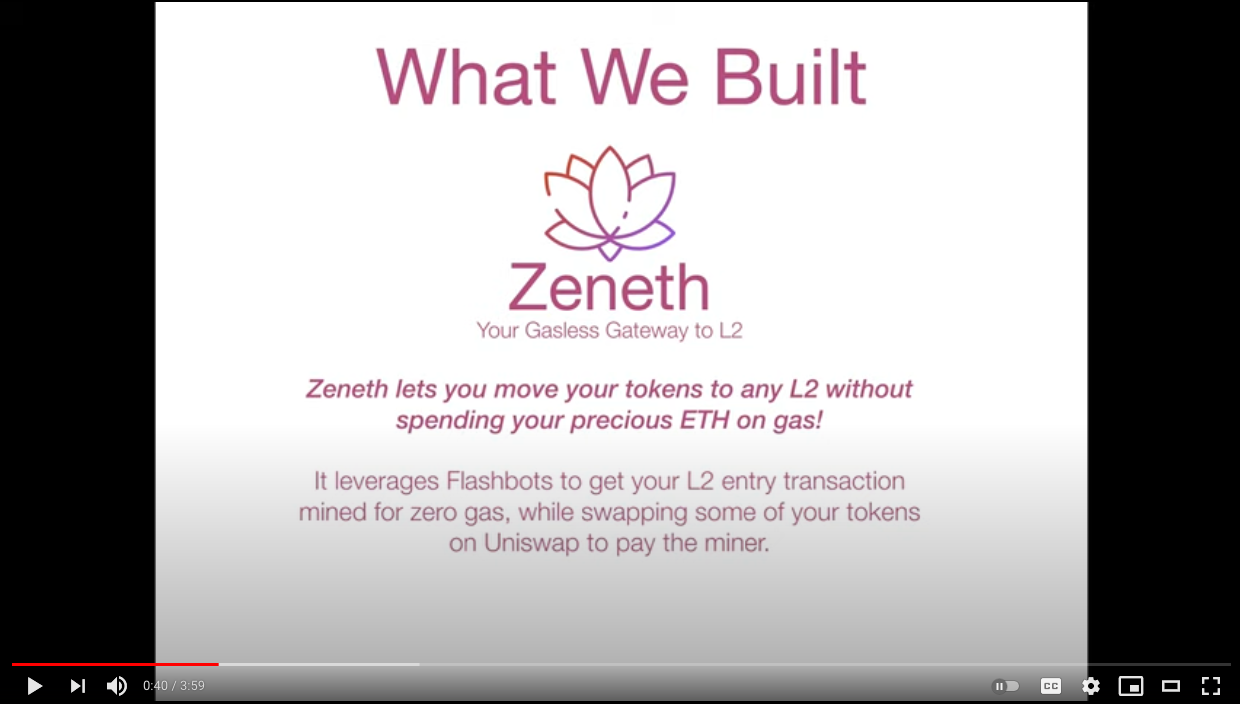 What We Built
Zeneth
Your Gasless Gateway to L2
Zeneth lets you move your tokens to any L2 without
spending your precious ETH on gas!
It leverages Flashbots to get your L2 entry transaction
mined for zero gas, while swapping some of your tokens
on Uniswap to pay the miner.
0:40 / 3:59
CC